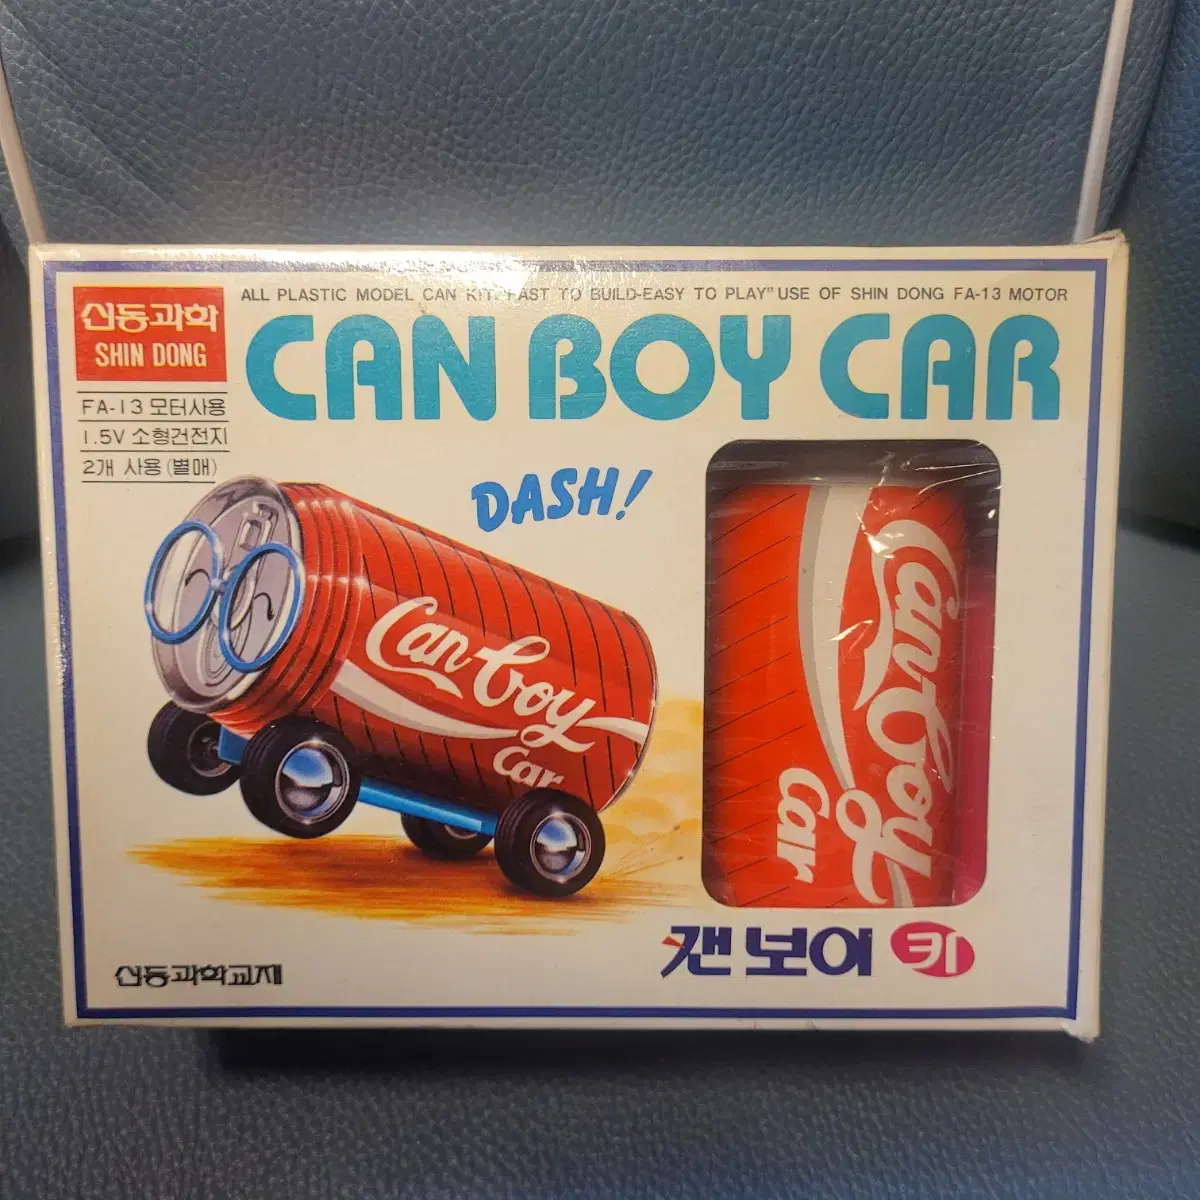 ALL PLASTIC MODEL CAN KIT. FAST TO BUILD-EASY TO PLAY" USE OF SHIN DONG FA-13 MOTOR
신동과학
SHIN DONG
CAN BOY CAR
FA-13 모터사용
1.5V 소형건전지
2개 사용(별매)
DASH!
Can boy
Car
Can boy
Car
캔 보이 키
신동과학교재